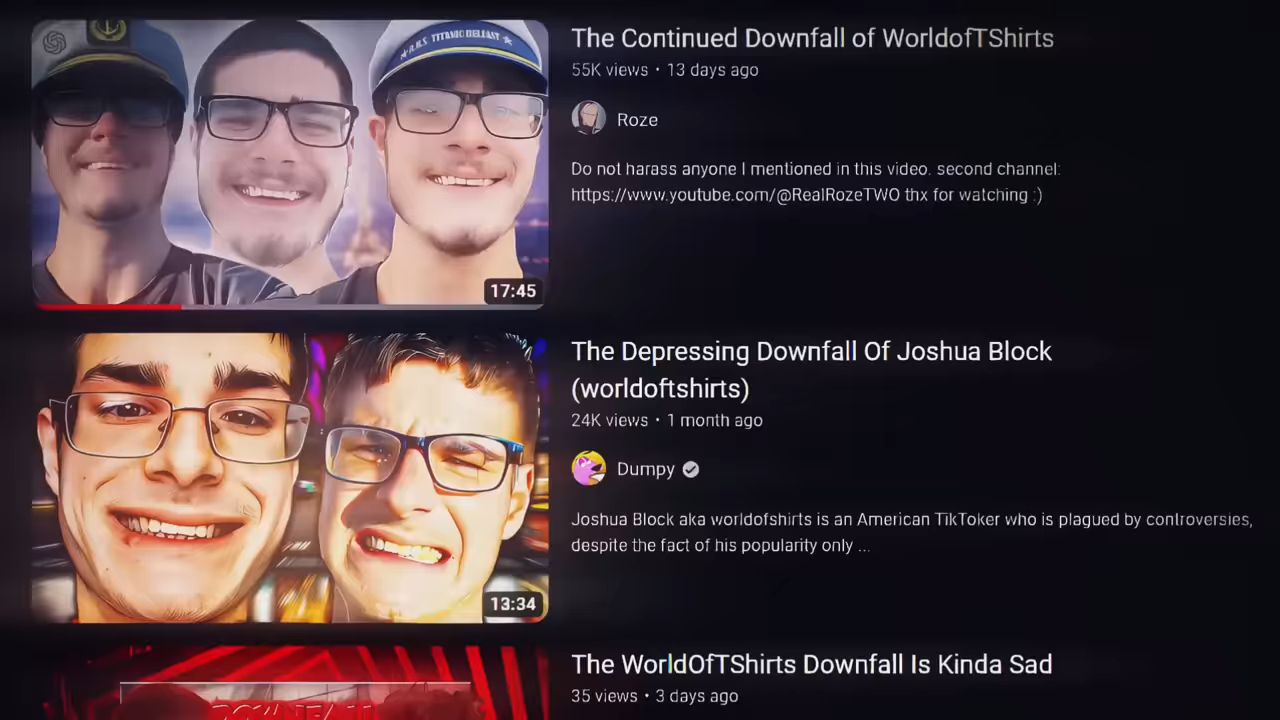 The Continued Downfall of WorldofTShirts
55K views • 13 days ago
Roze
Do not harass anyone I mentioned in this video. second channel:
https://www.youtube.com/@RealRozeTWO thx for watching :)
R.M.S. TITANIC BELFAST
17:45
The Depressing Downfall Of Joshua Block
(worldoftshirts)
24K views • 1 month ago
Dumpy
Joshua Block aka worldofshirts is an American TikToker who is plagued by controversies,
despite the fact of his popularity only ...
13:34
The WorldOfTShirts Downfall Is Kinda Sad
35 views • 3 days ago